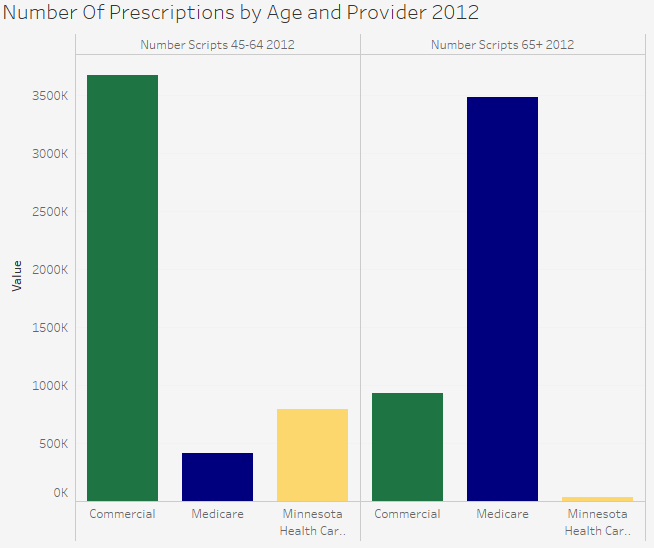 Number Of Prescriptions by Age and Provider 2012
Number Scripts 45-64 2012
Number Scripts 65+ 2012
3500K
3000K
2500K
2000K
1500K
1000K
500K
0K
Value
Commercial
Medicare
Minnesota
Health Car..
Commercial
Medicare
Minnesota
Health Car..